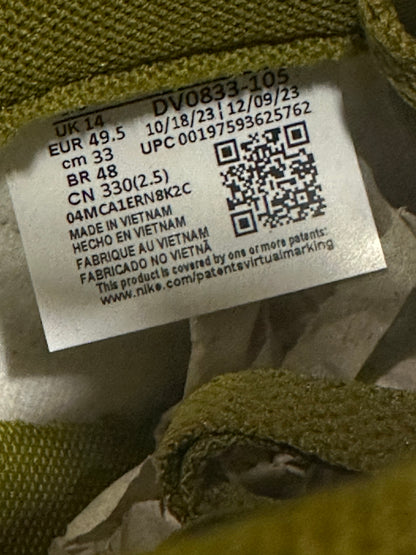 DV0833-105
UK 14
10/18/23 | 12/09/23
EUR 49.5
UPC 00197593625762
cm 33
BR 48
CN 330(2.5)
04MCA1ERN8K2C
MADE IN VIETNAM
HECHO EN VIETNAM
FABRIQUE AU VIETNAM
FABRICADO NO VIETNÃ
This product is covered by one or more patents:
www.nike.com/patentsvirtualmarking